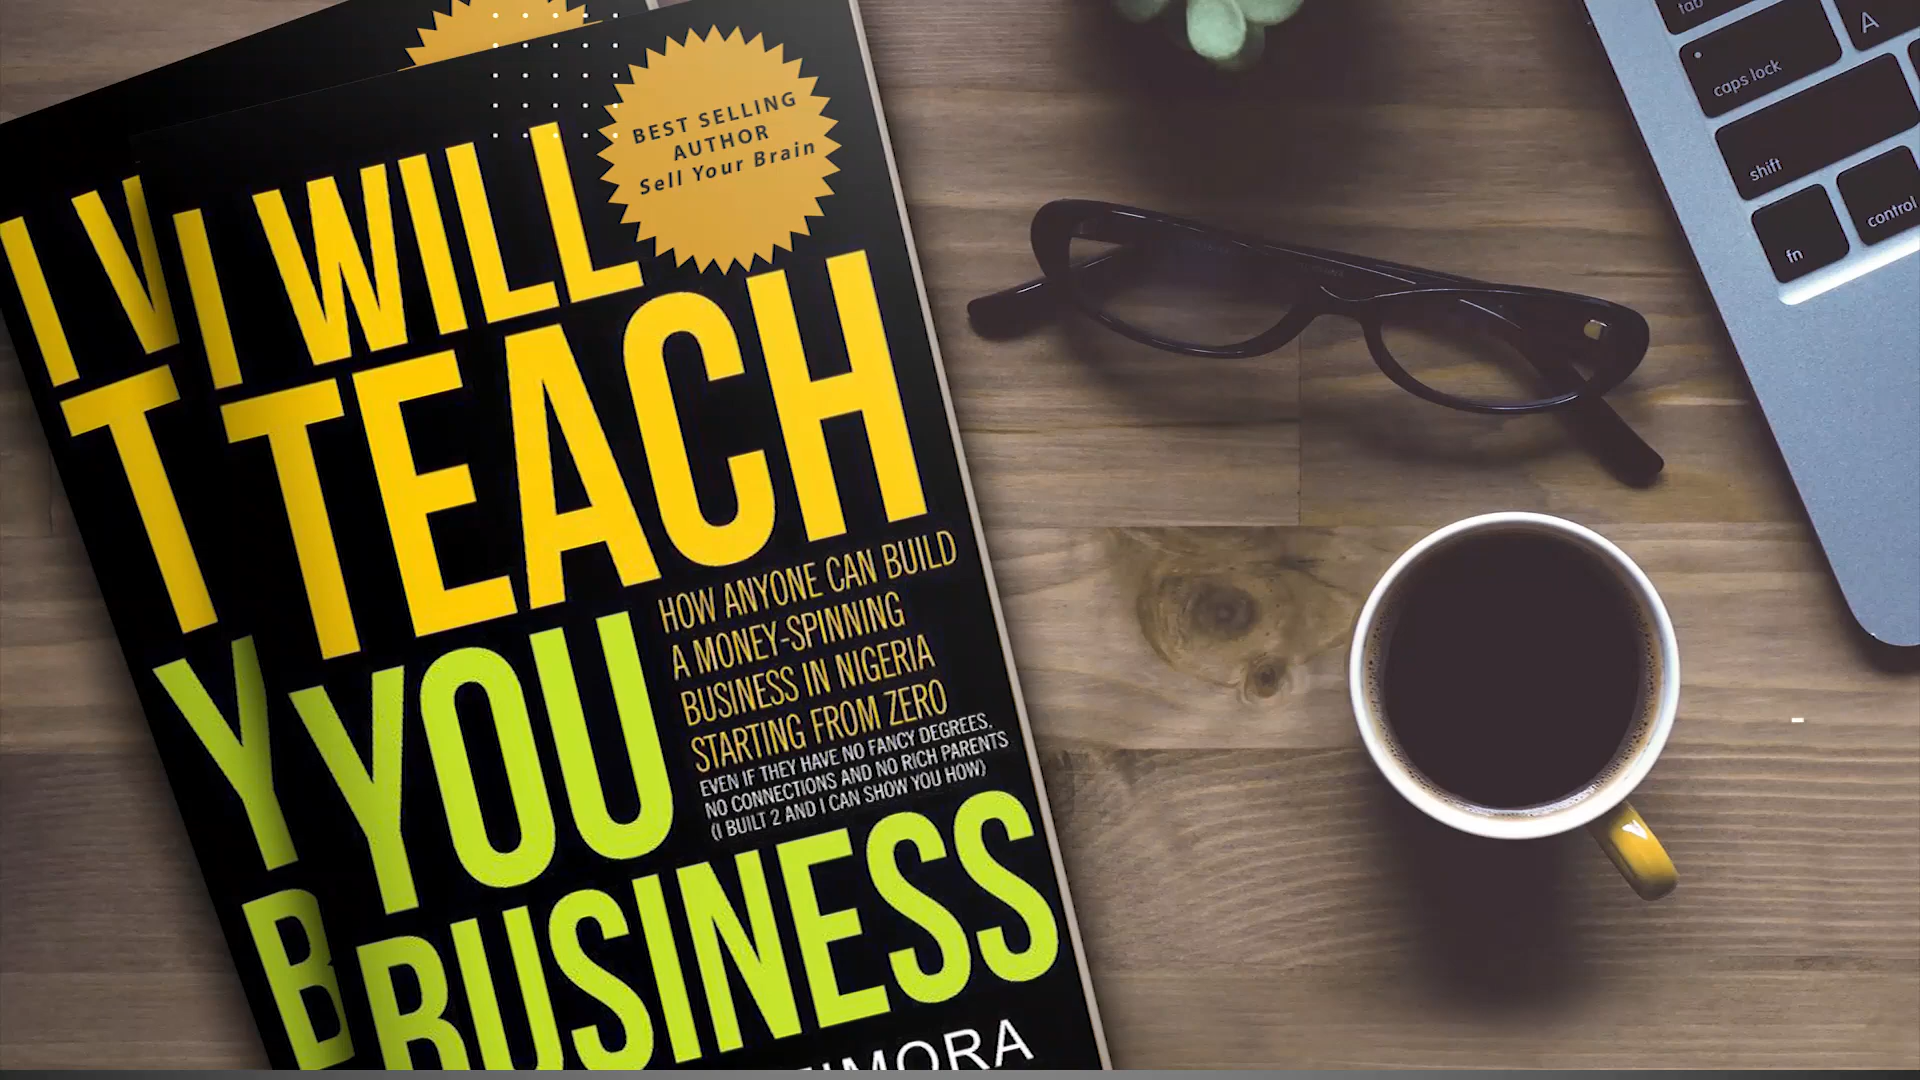 BEST SELLING
AUTHOR
Sell Your Brain
I WILL
TEACH
HOW ANYONE CAN BUILD
A MONEY-SPINNING
BUSINESS IN NIGERIA
STARTING FROM ZERO
EVEN IF THEY HAVE NO FANCY DEGREES,
NO CONNECTIONS AND NO RICH PARENTS
(I BUILT 2 AND I CAN SHOW YOU HOW)
YOU
BUSINESS
I
T
Y
B
tab
caps lock
A
shift
fn
control